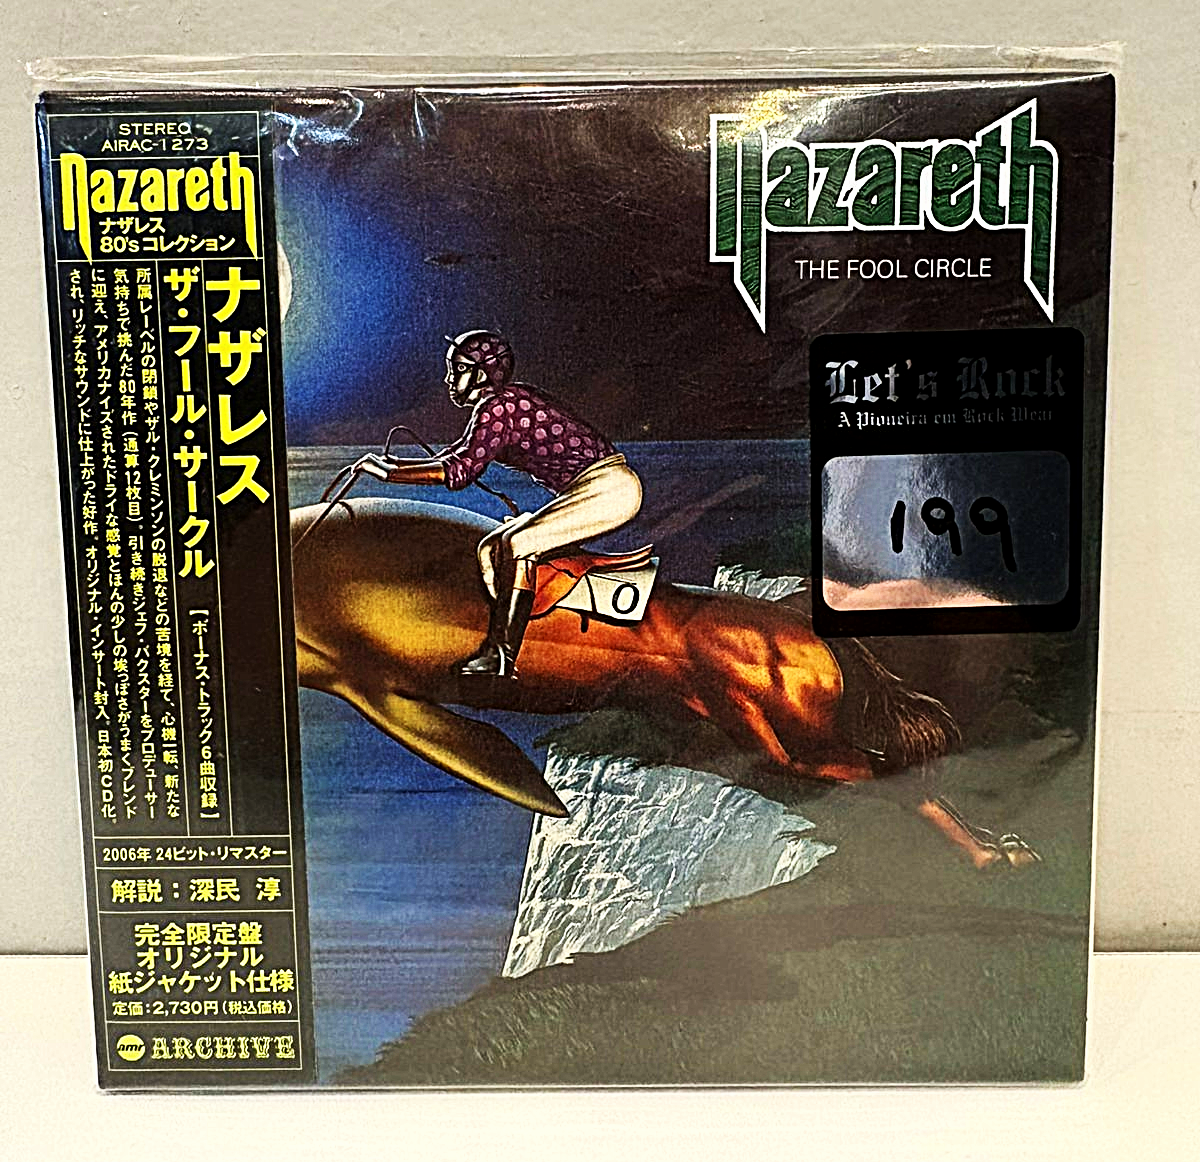 STEREO
AIRAC-1273
nazareth
ナザレス
80'sコレクション
ナザレス
ザ・フール・サークル
【ボーナス・トラック6曲収録】
所属レーベルの閉鎖やザル・クレミンソンの脱退などの苦境を経て、心機一転、新たな
気持ちで挑んだ80年作(通算12枚目)。引き続きジェフ・バクスターをプロデューサー
に迎え、アメリカナイズされたドライな感覚とほんの少しの埃っぽさがうまくブレンド
され、リッチなサウンドに仕上がった好作。オリジナル・インサート封入。日本初CD化。
2006年 24ビット・リマスター
解説：深民 淳
完全限定盤
オリジナル
紙ジャケット仕様
定価：2,730円(税込価格)
amr ARCHIVE
nazareth
THE FOOL CIRCLE
Let's Rock
A Pioneira em Rock Wear
199
0